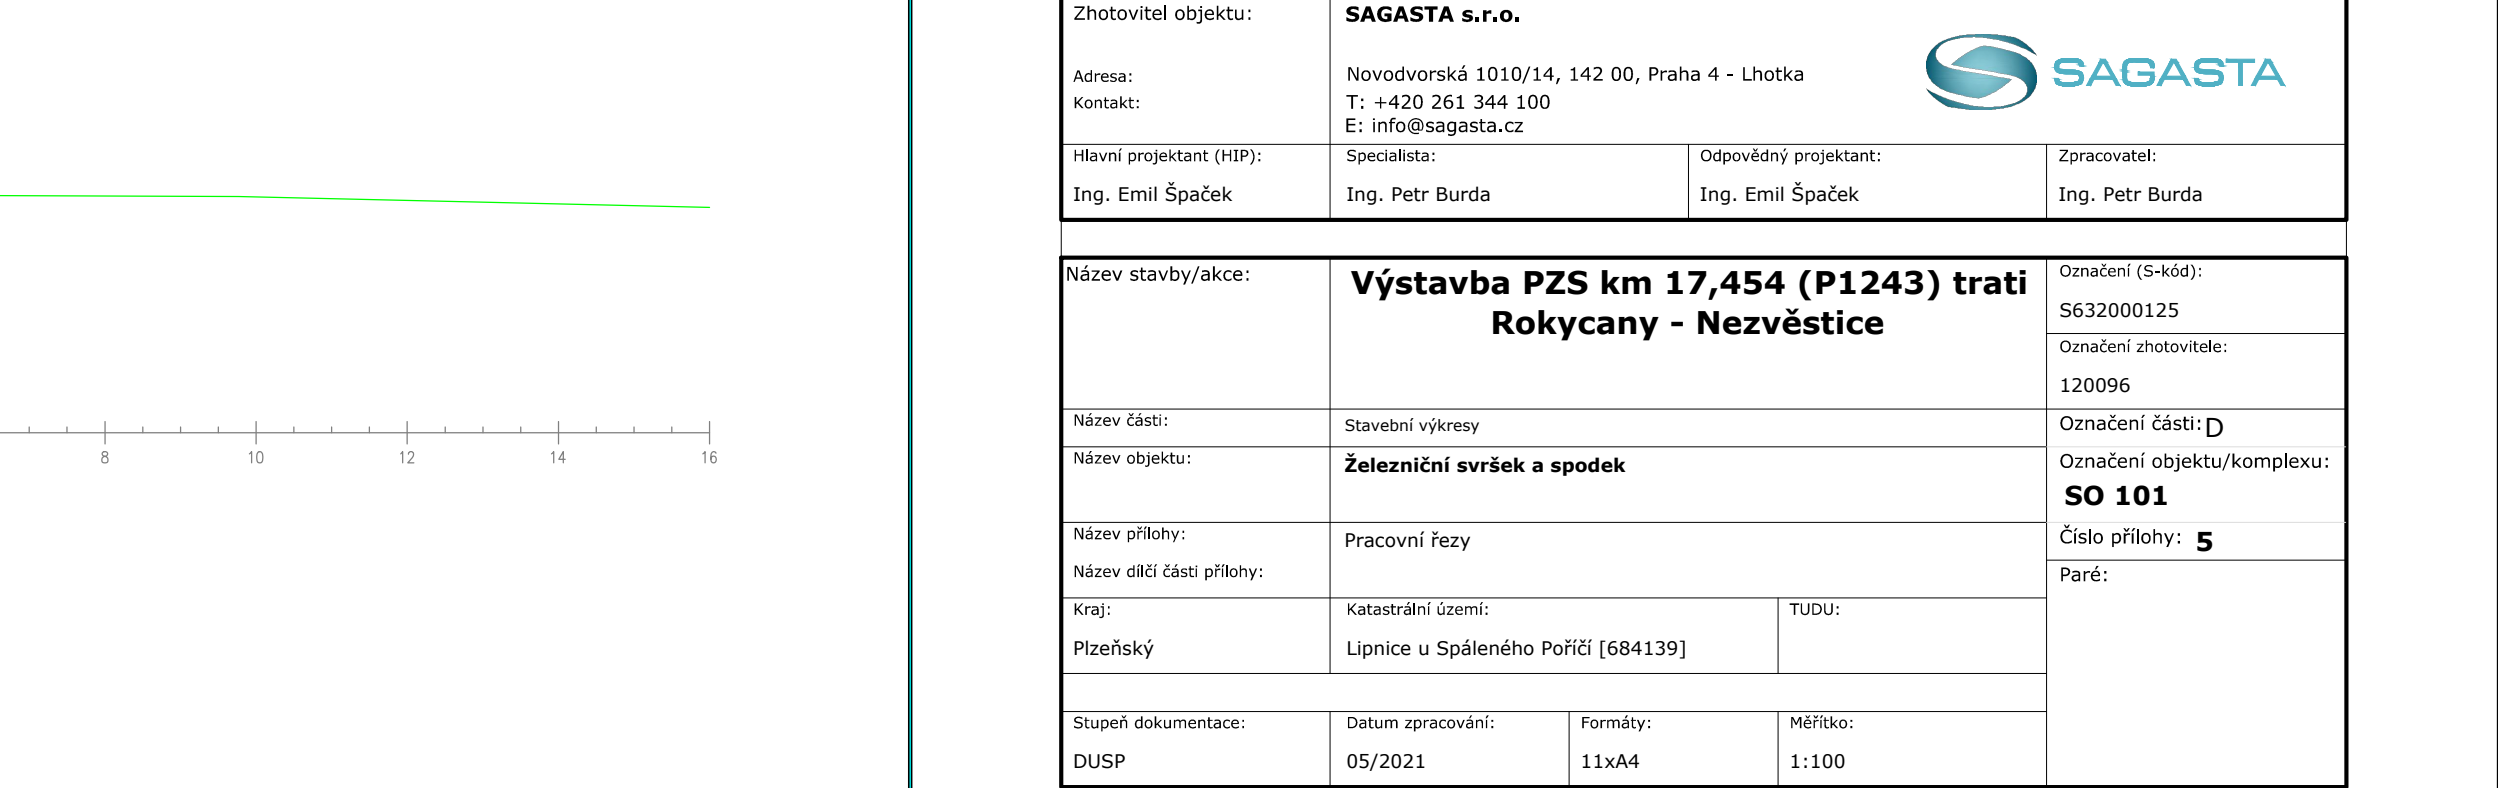 8 10 12 14 16
Zhotovitel objektu: SAGASTA s.r.o.
SAGASTA
Adresa: Novodvorská 1010/14, 142 00, Praha 4 - Lhotka
Kontakt: T: +420 261 344 100
E: info@sagasta.cz
Hlavní projektant (HIP): Specialista: Odpovědný projektant: Zpracovatel:
Ing. Emil Špaček Ing. Petr Burda Ing. Emil Špaček Ing. Petr Burda
Název stavby/akce: Výstavba PZS km 17,454 (P1243) trati
Rokycany - Nezvěstice
Označení (S-kód):
S632000125
Označení zhotovitele:
120096
Název části: Stavební výkresy Označení části: D
Název objektu: Železniční svršek a spodek Označení objektu/komplexu:
SO 101
Název přílohy: Pracovní řezy Číslo přílohy: 5
Název dílčí části přílohy: Paré:
Kraj: Katastrální území: TUDU:
Plzeňský Lipnice u Spáleného Poříčí [684139]
Stupeň dokumentace: Datum zpracování: Formáty: Měřítko:
DUSP 05/2021 11xA4 1:100